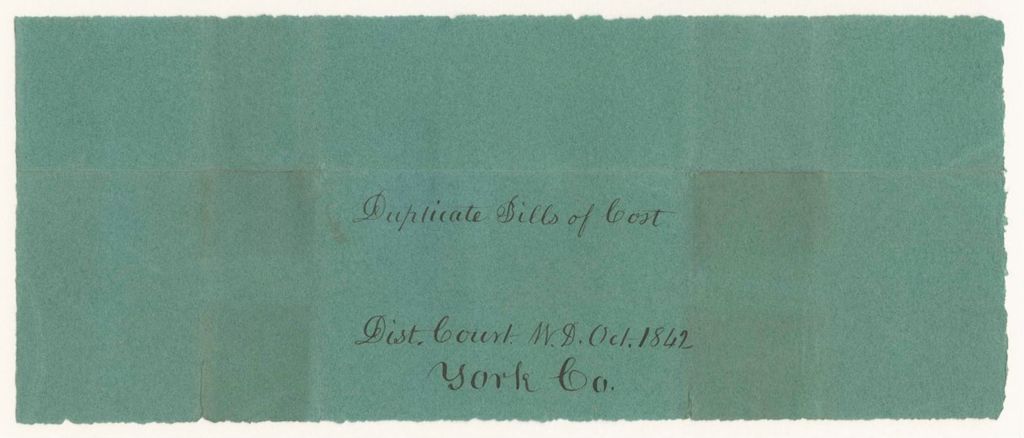 Duplicate Bills of Cost
Dist. Court W.D. Oct. 1842
York Co.